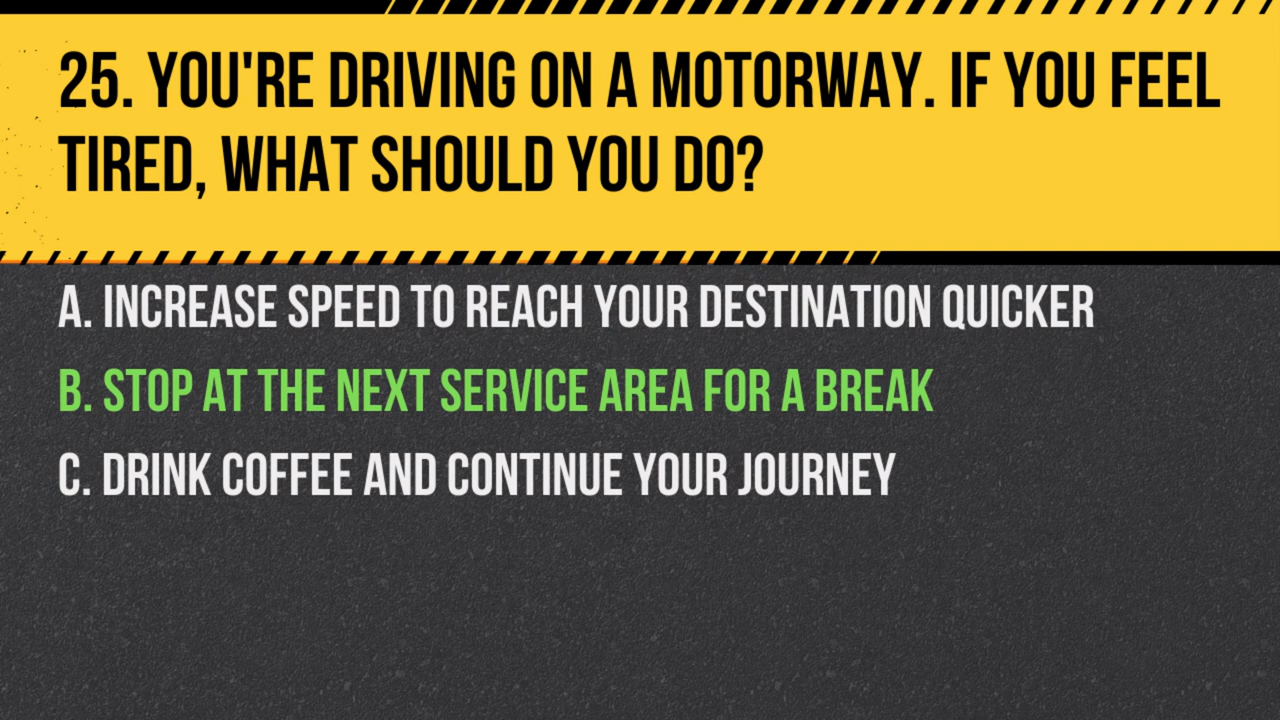 25. YOU'RE DRIVING ON A MOTORWAY. IF YOU FEEL
TIRED, WHAT SHOULD YOU DO?
A. INCREASE SPEED TO REACH YOUR DESTINATION QUICKER
B. STOP AT THE NEXT SERVICE AREA FOR A BREAK
C. DRINK COFFEE AND CONTINUE YOUR JOURNEY